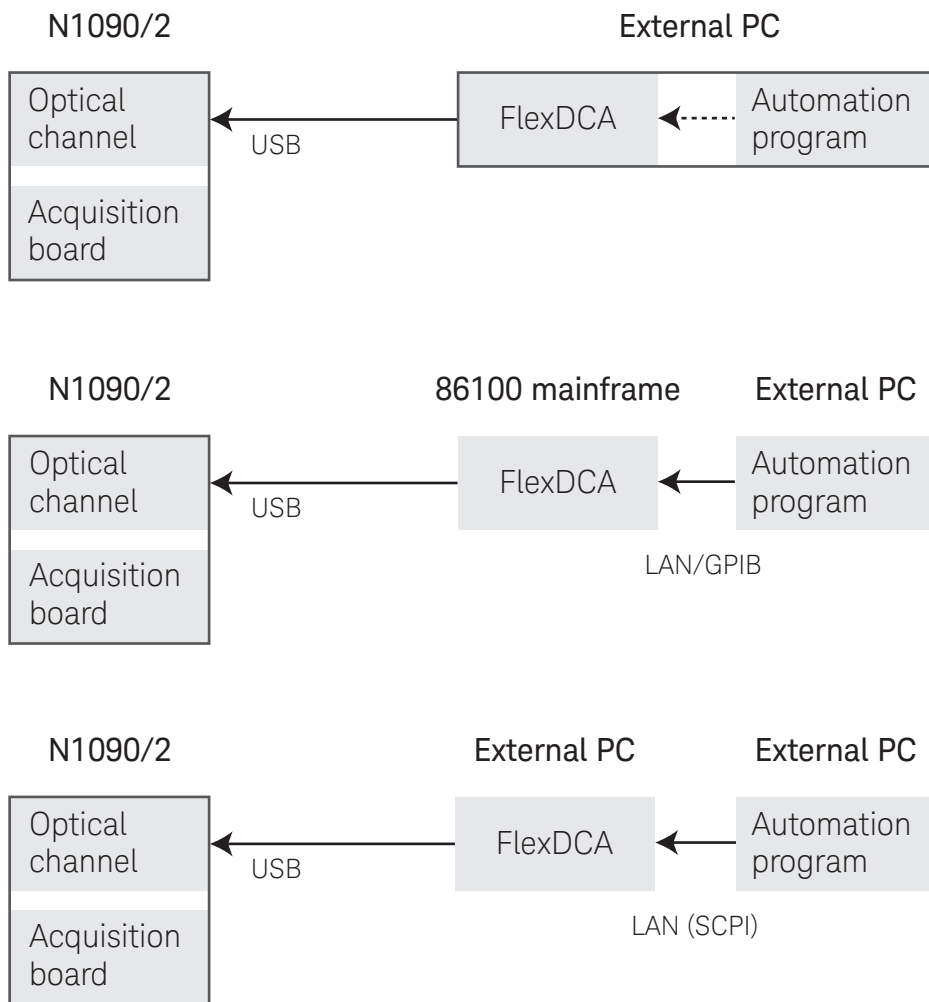 N1090/2
External PC
Optical
channel
Acquisition
board
USB
FlexDCA
Automation
program
N1090/2
86100 mainframe
External PC
Optical
channel
Acquisition
board
USB
FlexDCA
Automation
program
LAN/GPIB
N1090/2
External PC
External PC
Optical
channel
Acquisition
board
USB
FlexDCA
Automation
program
LAN (SCPI)